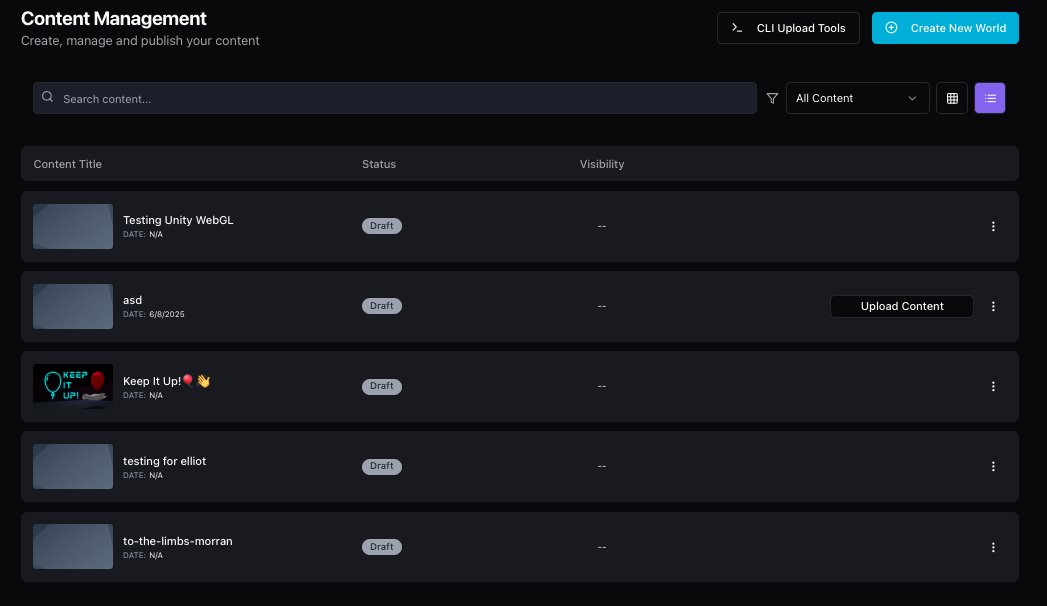 Content Management
Create, manage and publish your content
CLI Upload Tools
Create New World
Search content...
All Content
Content Title Status Visibility
Testing Unity WebGL
DATE: N/A
Draft
--
asd
DATE: 6/8/2025
Draft
--
Upload Content
KEEP
IT
UP!
Keep It Up!🎈👋
DATE: N/A
Draft
--
testing for elliot
DATE: N/A
Draft
--
to-the-limbs-morran
DATE: N/A
Draft
--